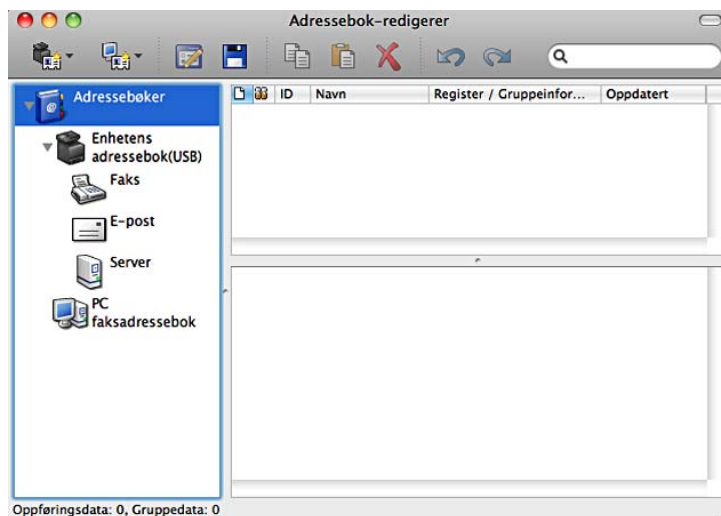 Adressebok-redigerer
Adressebøker
Enhetens
adressebok(USB)
Faks
E-post
Server
PC
faksadressebok
ID Navn Register / Gruppeinfor... Oppdatert
Oppføringsdata: 0, Gruppedata: 0